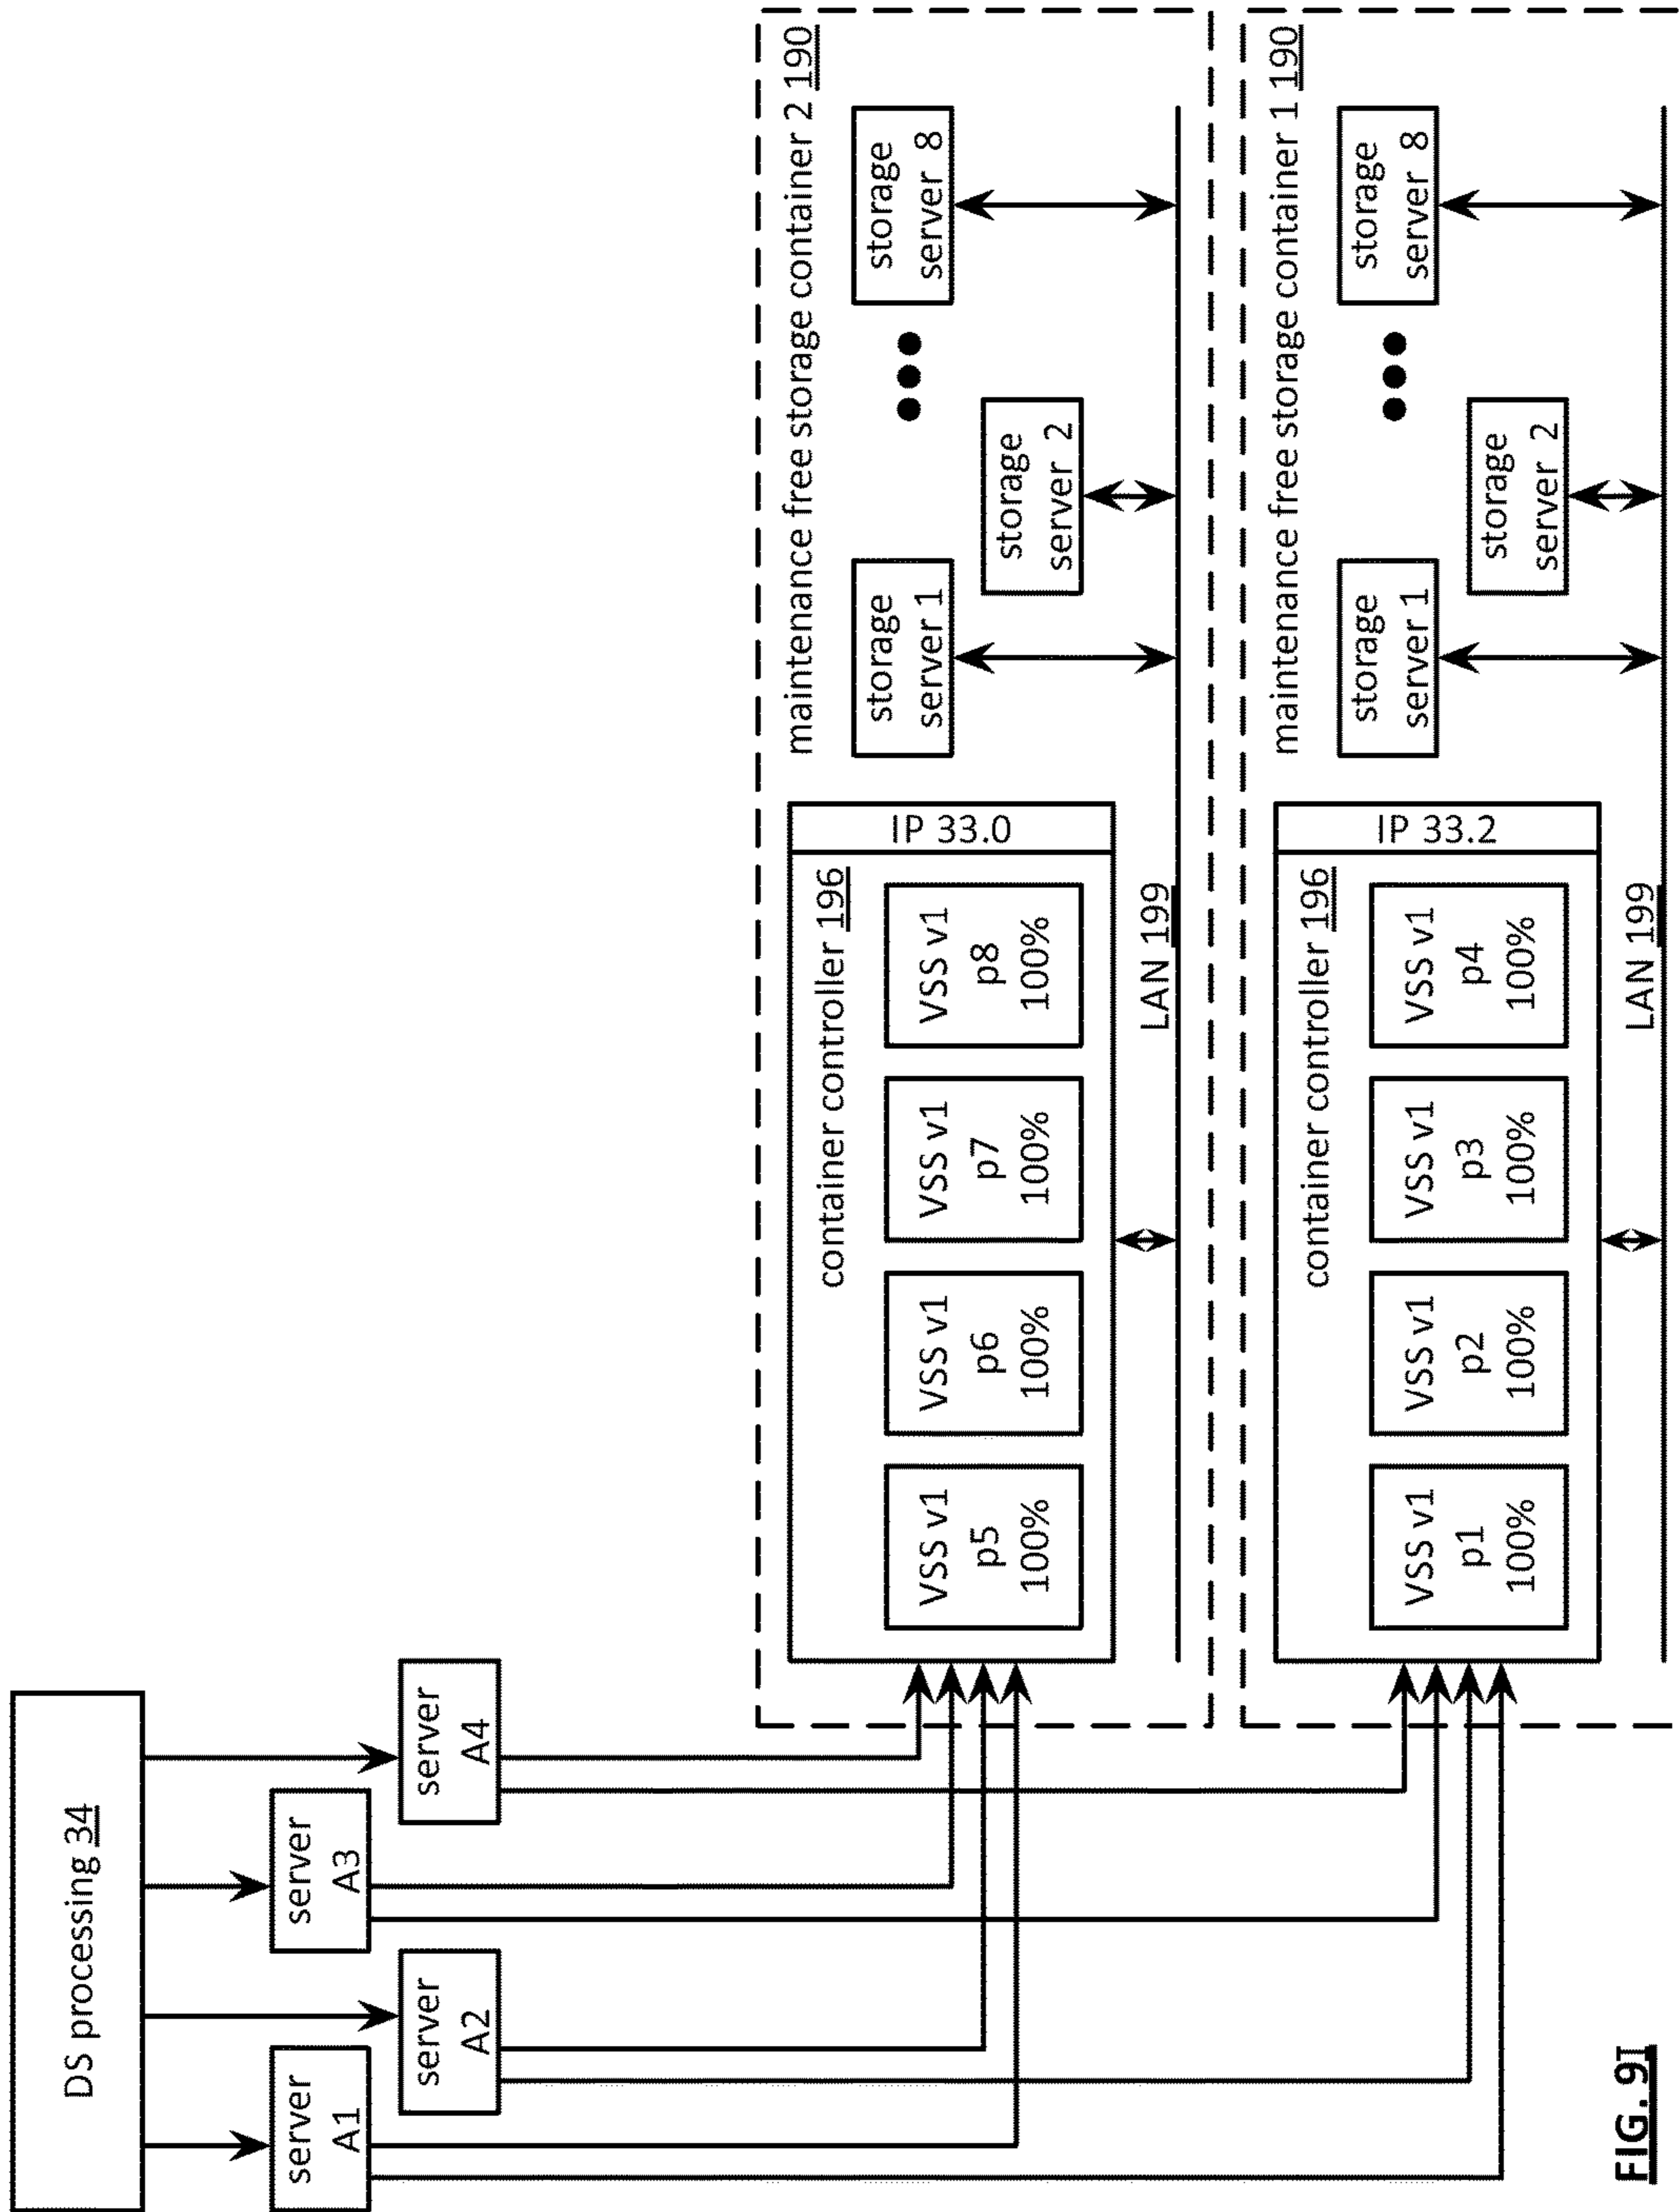 DS processing 34
server
A1
server
A2
server
A3
server
A4
maintenance free storage container 2 190
container controller 196
VSS v1
p5
100%
VSS v1
p6
100%
VSS v1
p7
100%
VSS v1
p8
100%
IP 33.0
LAN 199
storage
server 1
storage
server 2
storage
server 8
maintenance free storage container 1 190
container controller 196
VSS v1
p1
100%
VSS v1
p2
100%
VSS v1
p3
100%
VSS v1
p4
100%
IP 33.2
LAN 199
storage
server 1
storage
server 2
storage
server 8
FIG. 9I